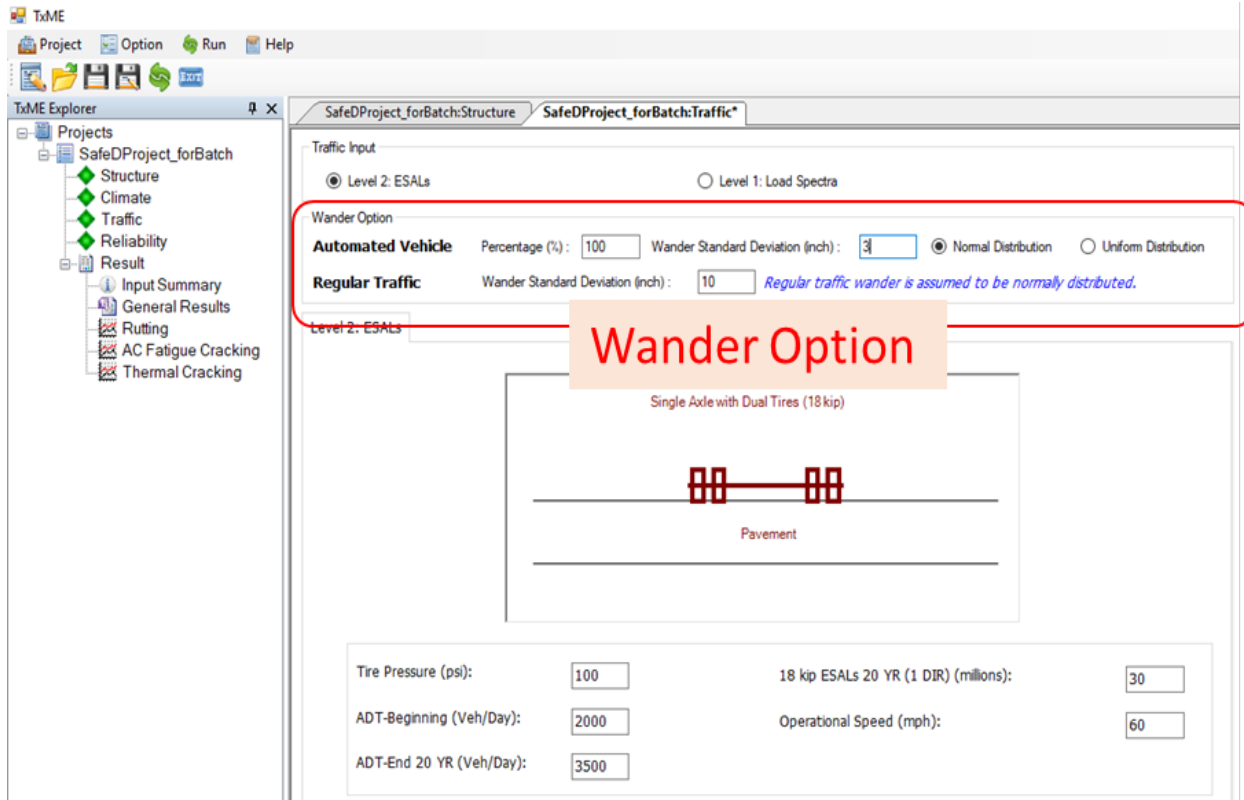 TxME
Project Option Run Help
EXIT
TxME Explorer
SafeDProject_forBatch:Structure SafeDProject_forBatch:Traffic*
Projects
SafeDProject_forBatch
Structure
Climate
Traffic
Reliability
Result
Input Summary
General Results
Rutting
AC Fatigue Cracking
Thermal Cracking
Traffic Input
Level 2: ESALs Level 1: Load Spectra
Wander Option
Automated Vehicle Percentage (%) : 100 Wander Standard Deviation (inch) : 3 Normal Distribution Uniform Distribution
Regular Traffic Wander Standard Deviation (inch) : 10 Regular traffic wander is assumed to be normally distributed.
Level 2: ESALs
Wander Option
Single Axle with Dual Tires (18 kip)
Pavement
Tire Pressure (psi): 100 18 kip ESALs 20 YR (1 DIR) (millions): 30
ADT-Beginning (Veh/Day): 2000 Operational Speed (mph): 60
ADT-End 20 YR (Veh/Day): 3500